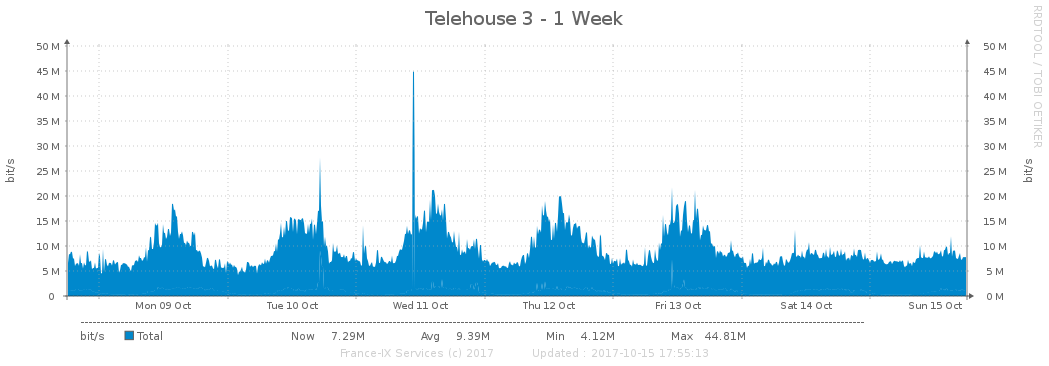 Telehouse 3 - 1 Week
RRDTOOL / TOBI OETIKER
bit/s
50 M 50 M
45 M 45 M
40 M 40 M
35 M 35 M
30 M 30 M
25 M 25 M
20 M 20 M
15 M 15 M
10 M 10 M
5 M 5 M
0 0 M
bit/s
Mon 09 Oct Tue 10 Oct Wed 11 Oct Thu 12 Oct Fri 13 Oct Sat 14 Oct Sun 15 Oct
bit/s Total Now 7.29M Avg 9.39M Min 4.12M Max 44.81M
France-IX Services (c) 2017 Updated : 2017-10-15 17:55:13